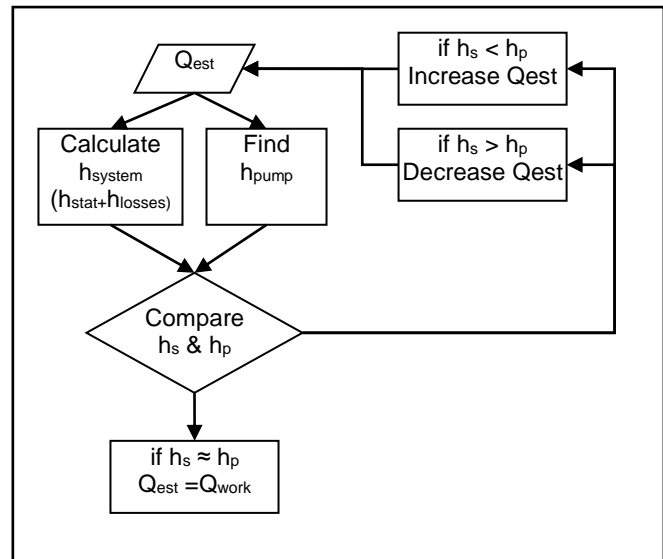 Qest
Calculate
hsystem
(hstat+hlosses)
Find
hpump
if hs < hp
Increase Qest
if hs > hp
Decrease Qest
Compare
hs & hp
if hs ≈ hp
Qest =Qwork